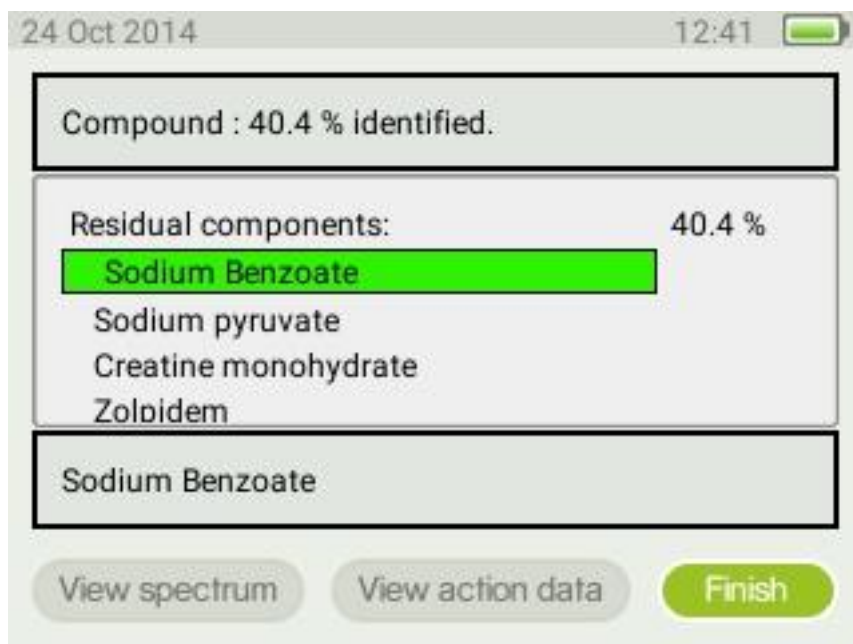 24 Oct 2014 12:41
Compound : 40.4 % identified.
Residual components: 40.4 %
Sodium Benzoate
Sodium pyruvate
Creatine monohydrate
Zolpidem
Sodium Benzoate
View spectrum View action data Finish